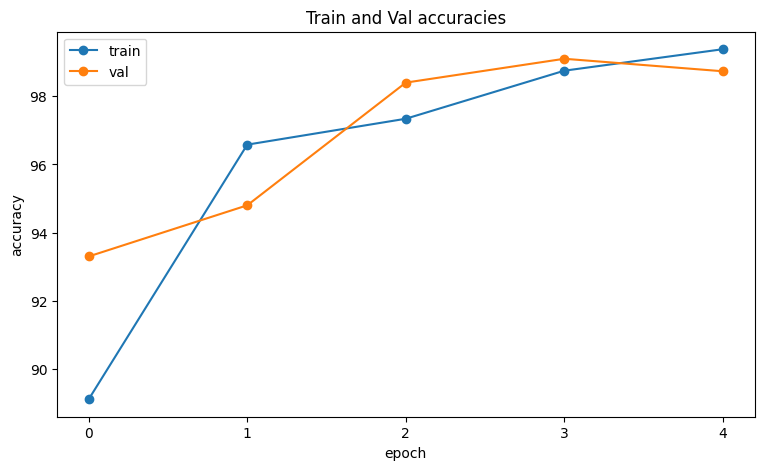 Train and Val accuracies
train
val
98
96
94
92
90
accuracy
0 1 2 3 4
epoch